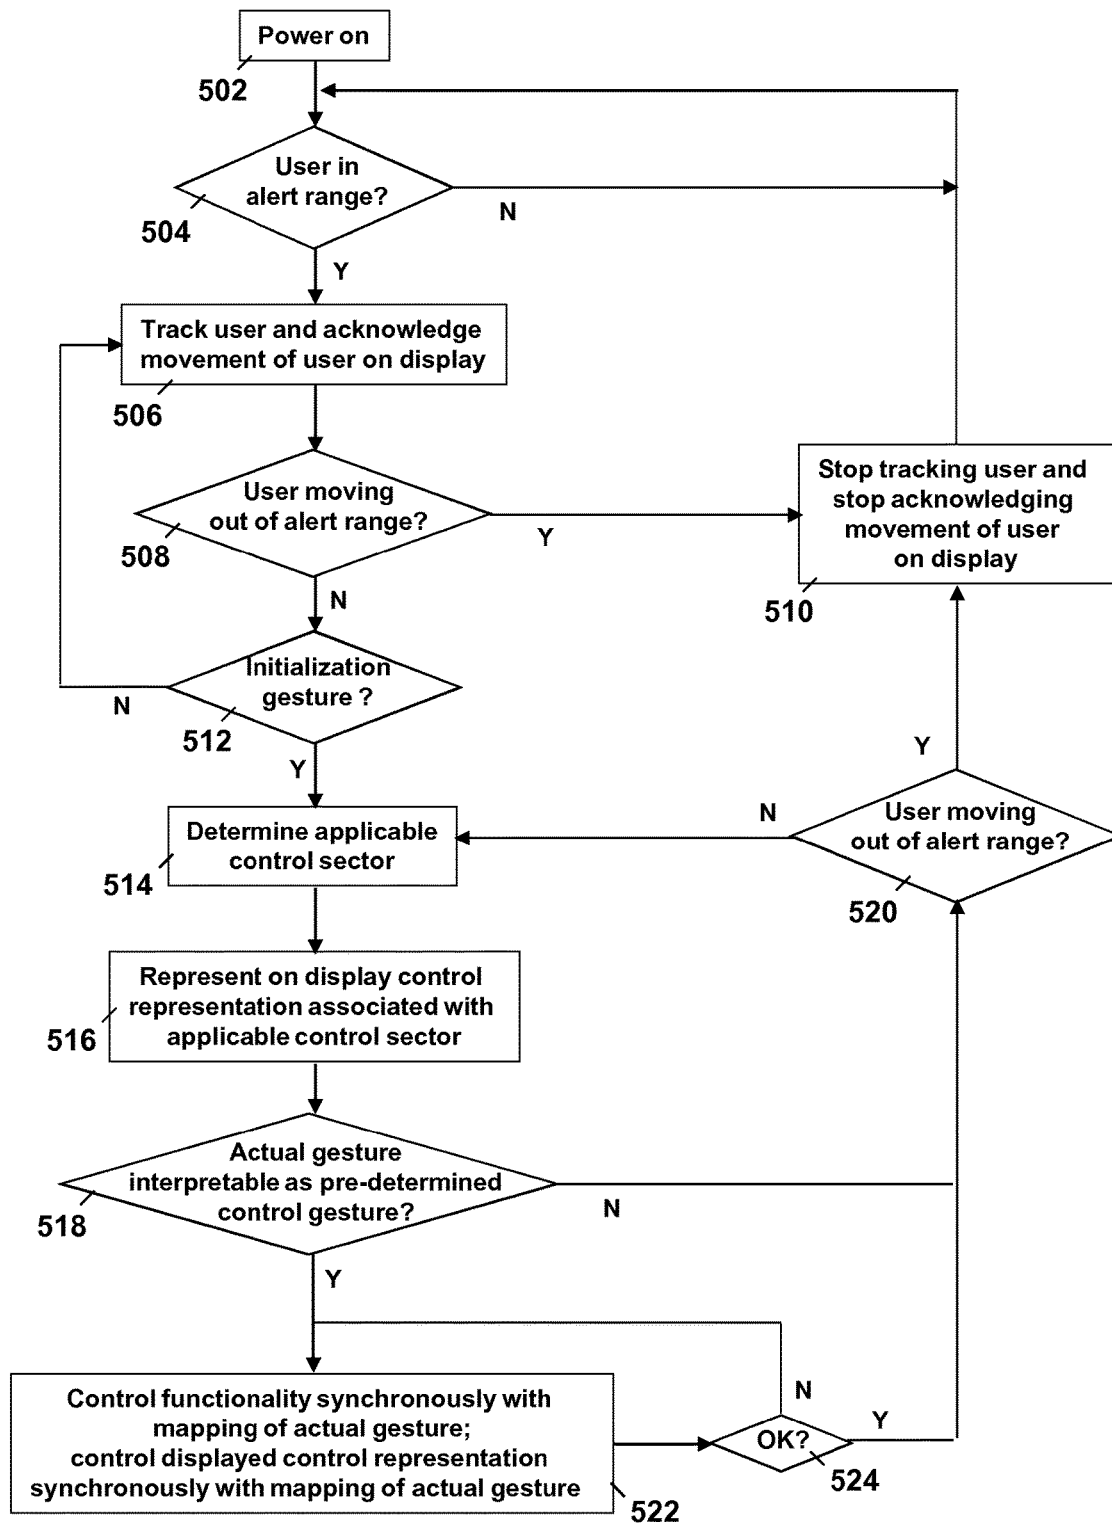 Power on
502
User in
alert range?
504
N
Y
Track user and acknowledge
movement of user on display
506
User moving
out of alert range?
508
Y
N
Stop tracking user and
stop acknowledging
movement of user
on display
510
Initialization
gesture ?
512
N
Y
Determine applicable
control sector
514
Y
N
User moving
out of alert range?
520
Represent on display control
representation associated with
applicable control sector
516
Actual gesture
interpretable as pre-determined
control gesture?
518
N
Y
Control functionality synchronously with
mapping of actual gesture;
control displayed control representation
synchronously with mapping of actual gesture
522
N
Y
OK?
524